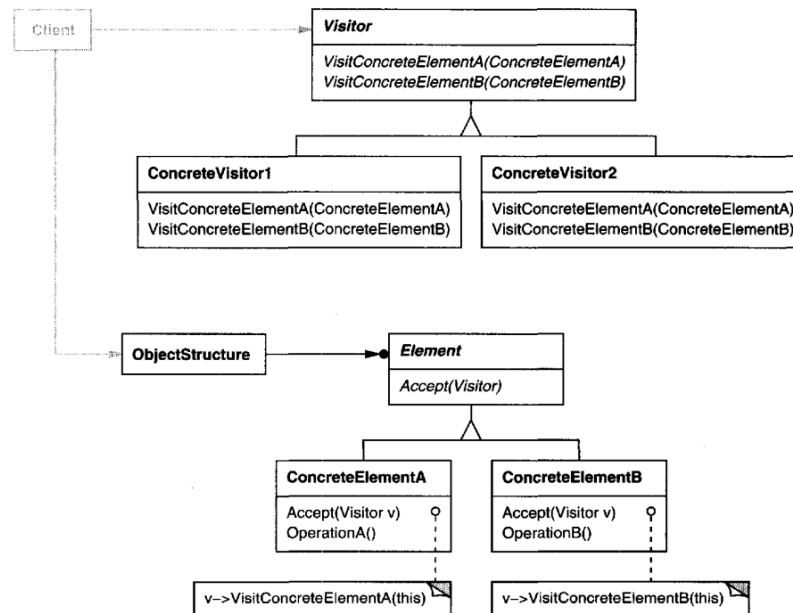 Client
Visitor
VisitConcreteElementA(ConcreteElementA)
VisitConcreteElementB(ConcreteElementB)
ConcreteVisitor1
VisitConcreteElementA(ConcreteElementA)
VisitConcreteElementB(ConcreteElementB)
ConcreteVisitor2
VisitConcreteElementA(ConcreteElementA)
VisitConcreteElementB(ConcreteElementB)
ObjectStructure
Element
Accept(Visitor)
ConcreteElementA
Accept(Visitor v)
OperationA()
ConcreteElementB
Accept(Visitor v)
OperationB()
v->VisitConcreteElementA(this)
v->VisitConcreteElementB(this)